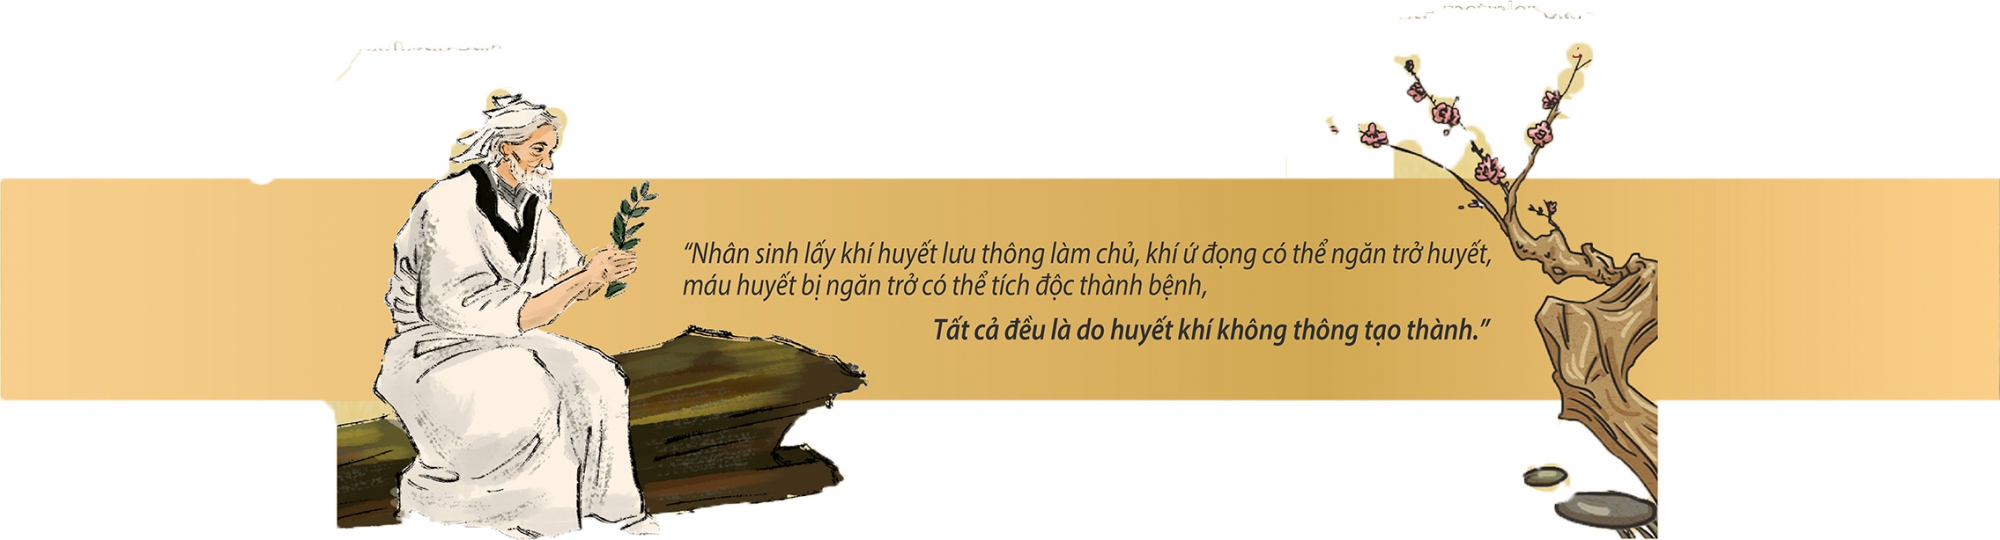 “Nhân sinh lấy khí huyết lưu thông làm chủ, khí ứ đọng có thể ngăn trở huyết,
máu huyết bị ngăn trở có thể tích độc thành bệnh,
Tất cả đều là do huyết khí không thông tạo thành.”